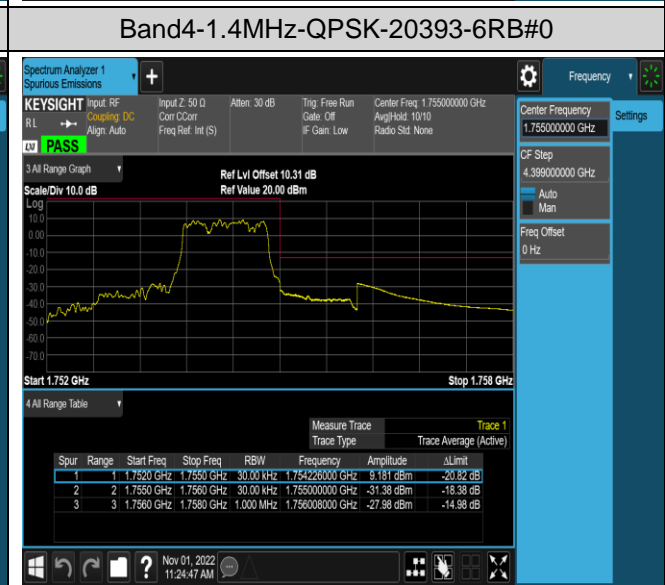 Band4-1.4MHz-QPSK-20393-6RB#0
Spectrum Analyzer 1
Spurious Emissions
+
Frequency
KEYSIGHT
RL
PASS
Input: RF
Coupling: DC
Align: Auto
Input Z: 50 Ω
Corr CCorr
Freq Ref: Int (S)
Atten: 30 dB
Trig: Free Run
Gate: Off
IF Gain: Low
Center Freq: 1.755000000 GHz
Avg|Hold: 10/10
Radio Std: None
Center Frequency
1.755000000 GHz
Settings
CF Step
4.399000000 GHz
Auto
Man
Freq Offset
0 Hz
3 All Range Graph
Scale/Div 10.0 dB
Ref Lvl Offset 10.31 dB
Ref Value 20.00 dBm
Log
10.0
0.00
-10.0
-20.0
-30.0
-40.0
-50.0
-60.0
-70.0
Start 1.752 GHz
Stop 1.758 GHz
4 All Range Table
Measure Trace Trace 1
Trace Type Trace Average (Active)
Spur Range Start Freq Stop Freq RBW Frequency Amplitude ΔLimit
1 1 1.7520 GHz 1.7550 GHz 30.00 kHz 1.754226000 GHz 9.181 dBm -20.82 dB
2 2 1.7550 GHz 1.7560 GHz 30.00 kHz 1.755000000 GHz -31.38 dBm -18.38 dB
3 3 1.7560 GHz 1.7580 GHz 1.000 MHz 1.756008000 GHz -27.98 dBm -14.98 dB
?
Nov 01, 2022
11:24:47 AM